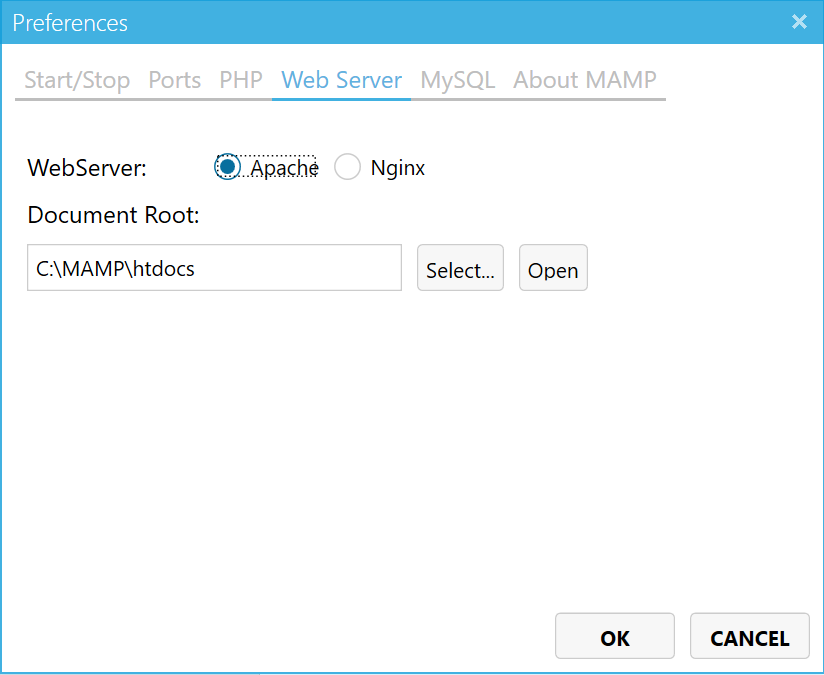 Preferences
Start/Stop Ports PHP Web Server MySQL About MAMP
WebServer: Apache Nginx
Document Root:
C:\MAMP\htdocs Select... Open
OK CANCEL